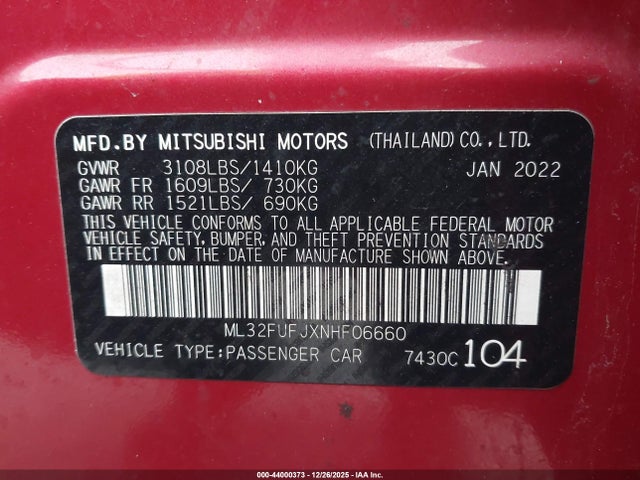 MFD.BY MITSUBISHI MOTORS (THAILAND) CO., LTD.
GVWR 3108LBS/1410KG JAN 2022
GAWR FR 1609LBS/ 730KG
GAWR RR 1521LBS/ 690KG
THIS VEHICLE CONFORMS TO ALL APPLICABLE FEDERAL MOTOR
VEHICLE SAFETY, BUMPER, AND THEFT PREVENTION STANDARDS
IN EFFECT ON THE DATE OF MANUFACTURE SHOWN ABOVE.
ML32FUFJXNHF06660
VEHICLE TYPE:PASSENGER CAR 7430C 104
000-44000373 - 12/26/2025 - IAA Inc.